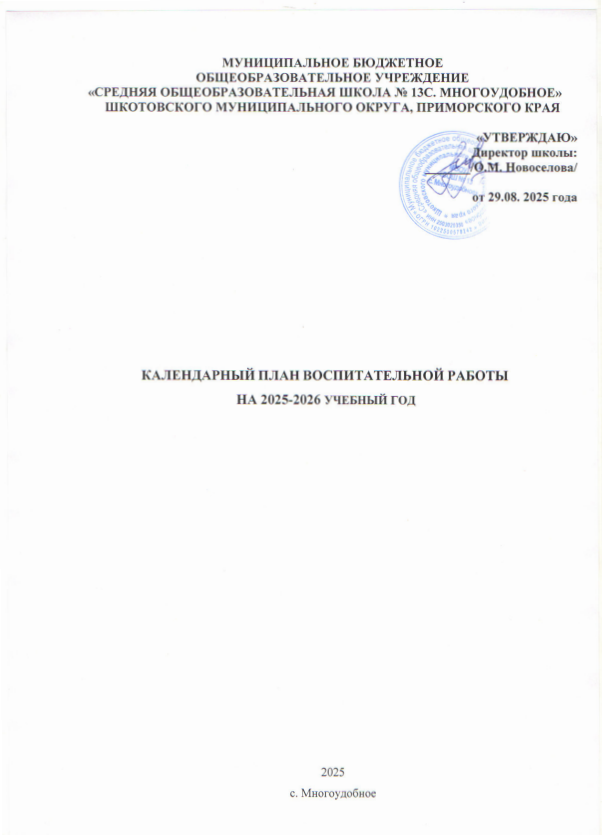 МУНИЦИПАЛЬНОЕ БЮДЖЕТНОЕ
ОБЩЕОБРАЗОВАТЕЛЬНОЕ УЧРЕЖДЕНИЕ
«СРЕДНЯЯ ОБЩЕОБРАЗОВАТЕЛЬНАЯ ШКОЛА № 13С. МНОГОУДОБНОЕ»
ШКОТОВСКОГО МУНИЦИПАЛЬНОГО ОКРУГА, ПРИМОРСКОГО КРАЯ
«УТВЕРЖДАЮ»
Директор школы:
/О.М. Новоселова/
от 29.08. 2025 года
КАЛЕНДАРНЫЙ ПЛАН ВОСПИТАТЕЛЬНОЙ РАБОТЫ
НА 2025-2026 УЧЕБНЫЙ ГОД
2025
с. Многоудобное